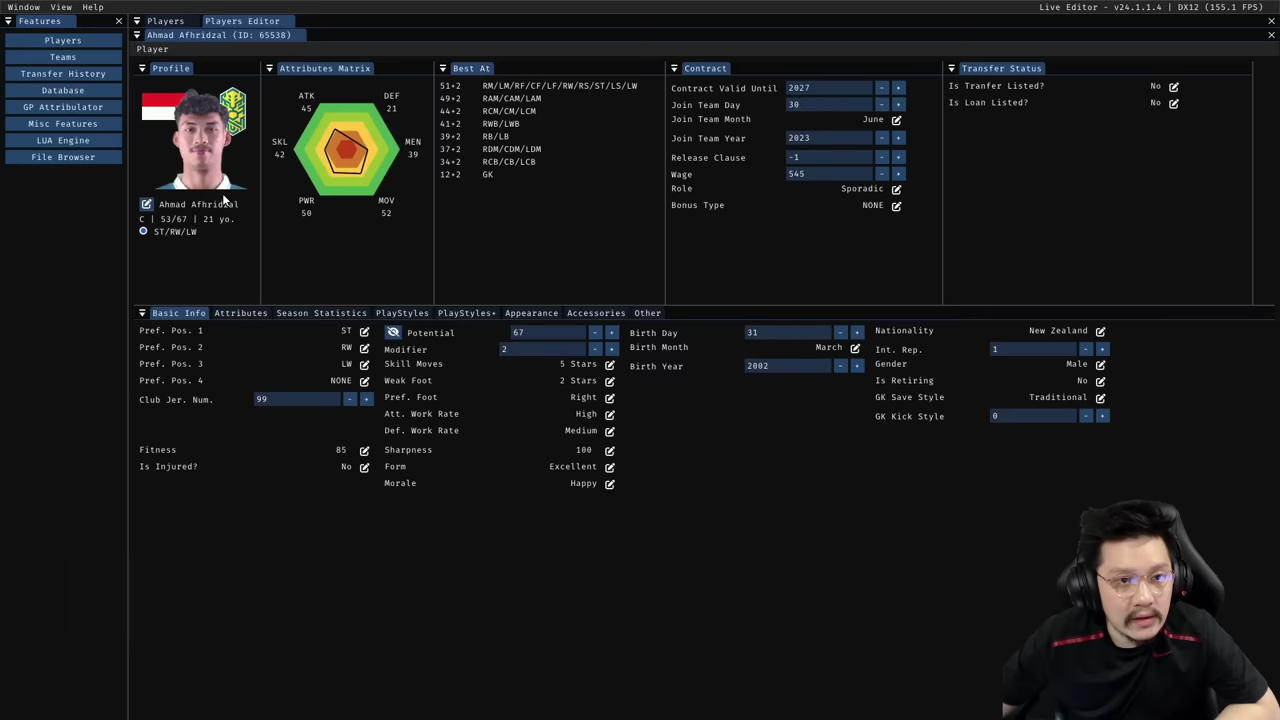 Window View Help
Live Editor - v24.1.1.4 | DX12 (155.1 FPS)
Features
Players
Players Editor
Players
Teams
Transfer History
Database
GP Attributor
Misc Features
LUA Engine
File Browser
Ahmad Afhridzal (ID: 65538)
Player
Profile
Ahmad Afhridzal
C | 53/67 | 21 yo.
ST/RW/LW
Attributes Matrix
ATK
45
DEF
21
SKL
42
MEN
39
PWR
50
MOV
52
Best At
51+2 RM/LM/RF/CF/LF/RW/RS/ST/LS/LW
49+2 RAM/CAM/LAM
44+2 RCM/CM/LCM
41+2 RWB/LWB
39+2 RB/LB
37+2 RDM/CDM/LDM
34+2 RCB/CB/LCB
12+2 GK
Contract
Contract Valid Until 2027 - +
Join Team Day 30 - +
Join Team Month June
Join Team Year 2023 - +
Release Clause -1 - +
Wage 545 - +
Role Sporadic
Bonus Type NONE
Transfer Status
Is Tranfer Listed? No
Is Loan Listed? No
Basic Info Attributes Season Statistics PlayStyles PlayStyles+ Appearance Accessories Other
Pref. Pos. 1 ST
Pref. Pos. 2 RW
Pref. Pos. 3 LW
Pref. Pos. 4 NONE
Club Jer. Num. 99 - +
Fitness 85
Is Injured? No
Potential 67 - +
Modifier 2 - +
Skill Moves 5 Stars
Weak Foot 2 Stars
Pref. Foot Right
Att. Work Rate High
Def. Work Rate Medium
Sharpness 100
Form Excellent
Morale Happy
Birth Day 31 - +
Birth Month March
Birth Year 2002 - +
Nationality New Zealand
Int. Rep. 1 - +
Gender Male
Is Retiring No
GK Save Style Traditional
GK Kick Style 0 - +